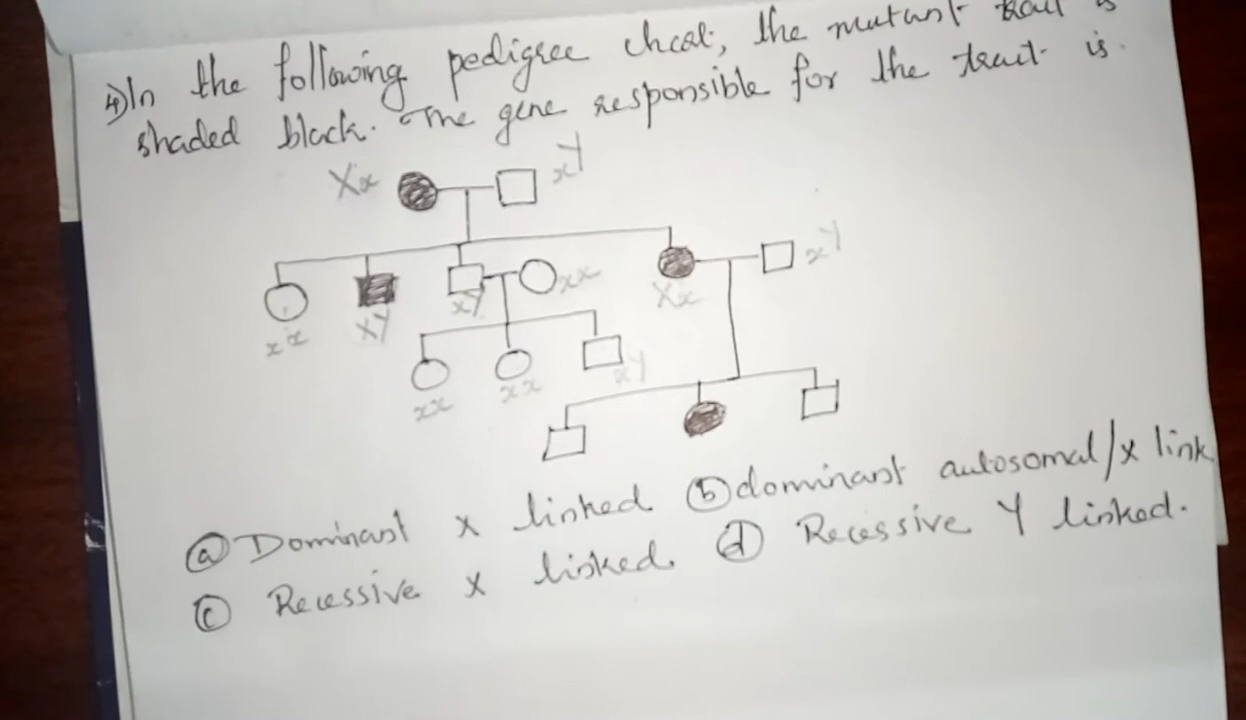 4) In the following pedigree chcat, the mutant trait is
shaded black. The gene responsible for the trait is.
Xx xY
xx XY xY xx Xx xY
xx xx xY
(a) Dominant x linked (b) dominant autosomal/x link
(c) Recessive x linked. (d) Recessive Y linked.